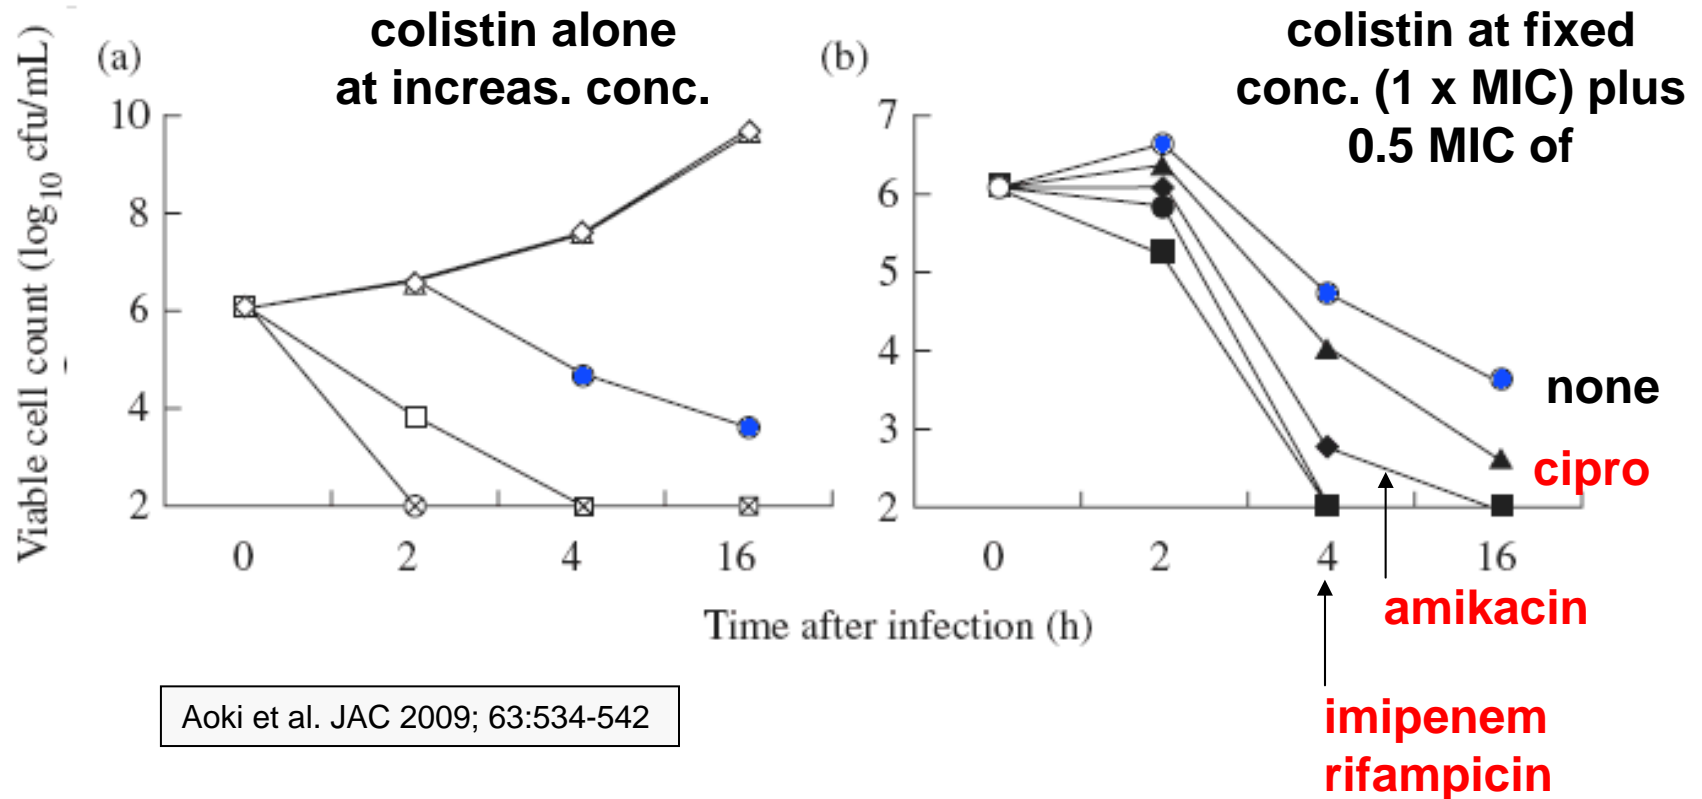 colistin alone
at increas. conc.
colistin at fixed
conc. (1 x MIC) plus
0.5 MIC of
(a)
(b)
Viable cell count (log10 cfu/mL)
10
8
6
4
2
0
2
4
16
7
6
5
4
3
2
0
2
4
16
none
cipro
amikacin
imipenem
rifampicin
Time after infection (h)
Aoki et al. JAC 2009; 63:534-542